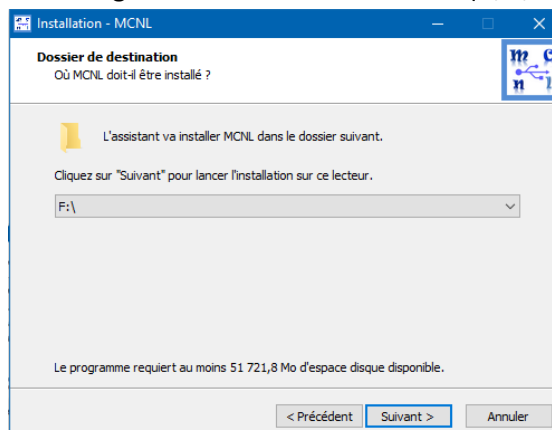 Installation - MCNL
Dossier de destination
Où MCNL doit-il être installé ?
m c
n l
L'assistant va installer MCNL dans le dossier suivant.
Cliquez sur "Suivant" pour lancer l'installation sur ce lecteur.
F:\
Le programme requiert au moins 51 721,8 Mo d'espace disque disponible.
< Précédent Suivant > Annuler